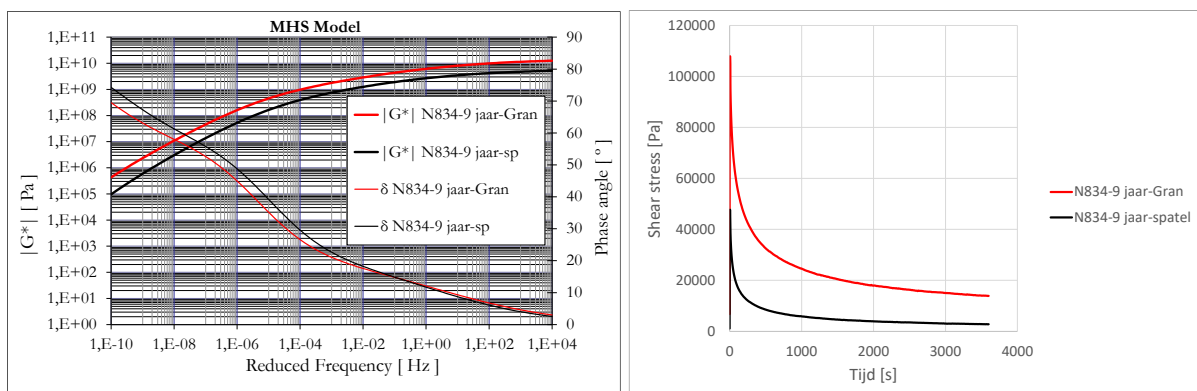 MHS Model
|G*| [ Pa]
1,E+11
1,E+10
1,E+09
1,E+08
1,E+07
1,E+06
1,E+05
1,E+04
1,E+03
1,E+02
1,E+01
1,E+00
90
80
70
60
50
40
30
20
10
0
Phase angle [ º ]
|G*| N834-9 jaar-Gran
|G*| N834-9 jaar-sp
δ N834-9 jaar-Gran
δ N834-9 jaar-sp
1,E-10 1,E-08 1,E-06 1,E-04 1,E-02 1,E+00 1,E+02 1,E+04
Reduced Frequency [ Hz]
Shear stress [Pa]
120000
100000
80000
60000
40000
20000
0
0 1000 2000 3000 4000
Tijd [s]
N834-9 jaar-Gran
N834-9 jaar-spatel